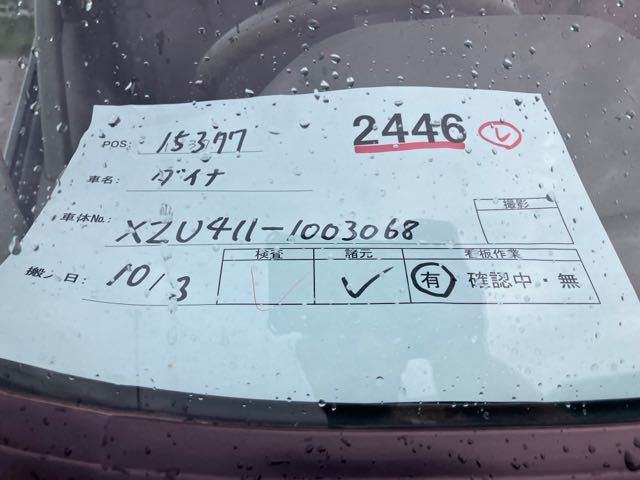 POS: 15377 2446 レ
車名: ダイナ
車体No. XZU411-1003068 撮影
搬入日: 10/3 検査 諸元 看板作業
有 確認中・無